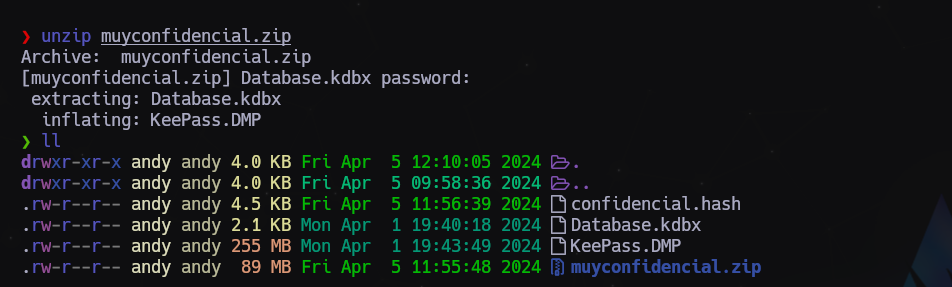 ❯ unzip muyconfidencial.zip
Archive:  muyconfidencial.zip
[muyconfidencial.zip] Database.kdbx password:
 extracting: Database.kdbx
  inflating: KeePass.DMP
❯ ll
drwxr-xr-x andy andy 4.0 KB Fri Apr  5 12:10:05 2024 .
drwxr-xr-x andy andy 4.0 KB Fri Apr  5 09:58:36 2024 ..
.rw-r--r-- andy andy 4.5 KB Fri Apr  5 11:56:39 2024 confidencial.hash
.rw-r--r-- andy andy 2.1 KB Mon Apr  1 19:40:18 2024 Database.kdbx
.rw-r--r-- andy andy 255 MB Mon Apr  1 19:43:49 2024 KeePass.DMP
.rw-r--r-- andy andy  89 MB Fri Apr  5 11:55:48 2024 muyconfidencial.zip